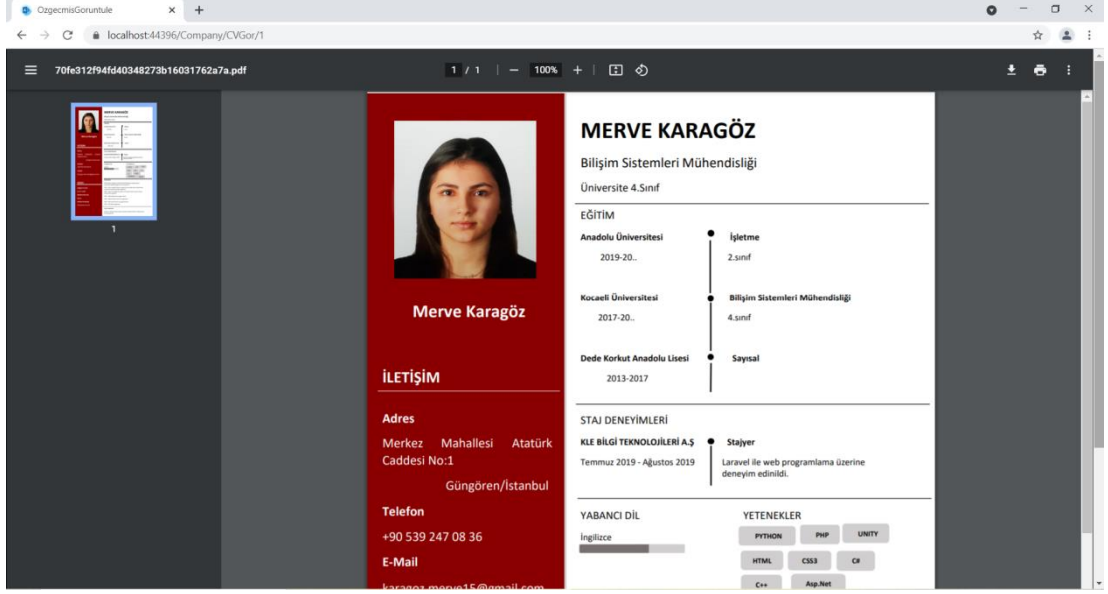 OzgecmisGoruntule
localhost:44396/Company/CVGor/1
70fe312f94fd40348273b16031762a7a.pdf
1 / 1
100%
1
Merve Karagöz
İLETİŞİM
Adres
Merkez Mahallesi Atatürk
Caddesi No:1
Güngören/İstanbul
Telefon
+90 539 247 08 36
E-Mail
karagoz.merve15@gmail.com
MERVE KARAGÖZ
Bilişim Sistemleri Mühendisliği
Üniversite 4.Sınıf
EĞİTİM
Anadolu Üniversitesi
İşletme
2019-20..
2.sınıf
Kocaeli Üniversitesi
Bilişim Sistemleri Mühendisliği
2017-20..
4.sınıf
Dede Korkut Anadolu Lisesi
Sayısal
2013-2017
STAJ DENEYİMLERİ
KLE BİLGİ TEKNOLOJİLERİ A.Ş
Stajyer
Temmuz 2019 - Ağustos 2019
Laravel ile web programlama üzerine
deneyim edinildi.
YABANCI DİL
İngilizce
YETENEKLER
PYTHON
PHP
UNITY
HTML
CSS3
C#
C++
Asp.Net